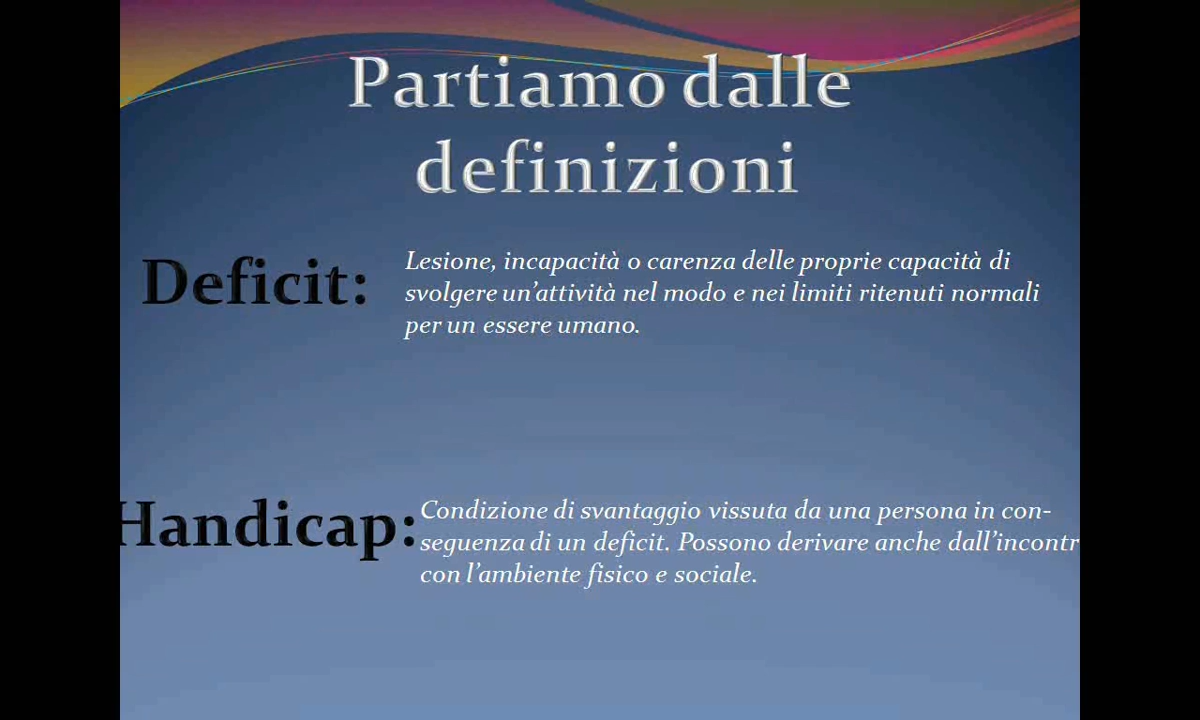 Partiamo dalle
definizioni
Deficit:
Lesione, incapacità o carenza delle proprie capacità di
svolgere un'attività nel modo e nei limiti ritenuti normali
per un essere umano.
Handicap:
Condizione di svantaggio vissuta da una persona in con-
seguenza di un deficit. Possono derivare anche dall'incontr
con l'ambiente fisico e sociale.